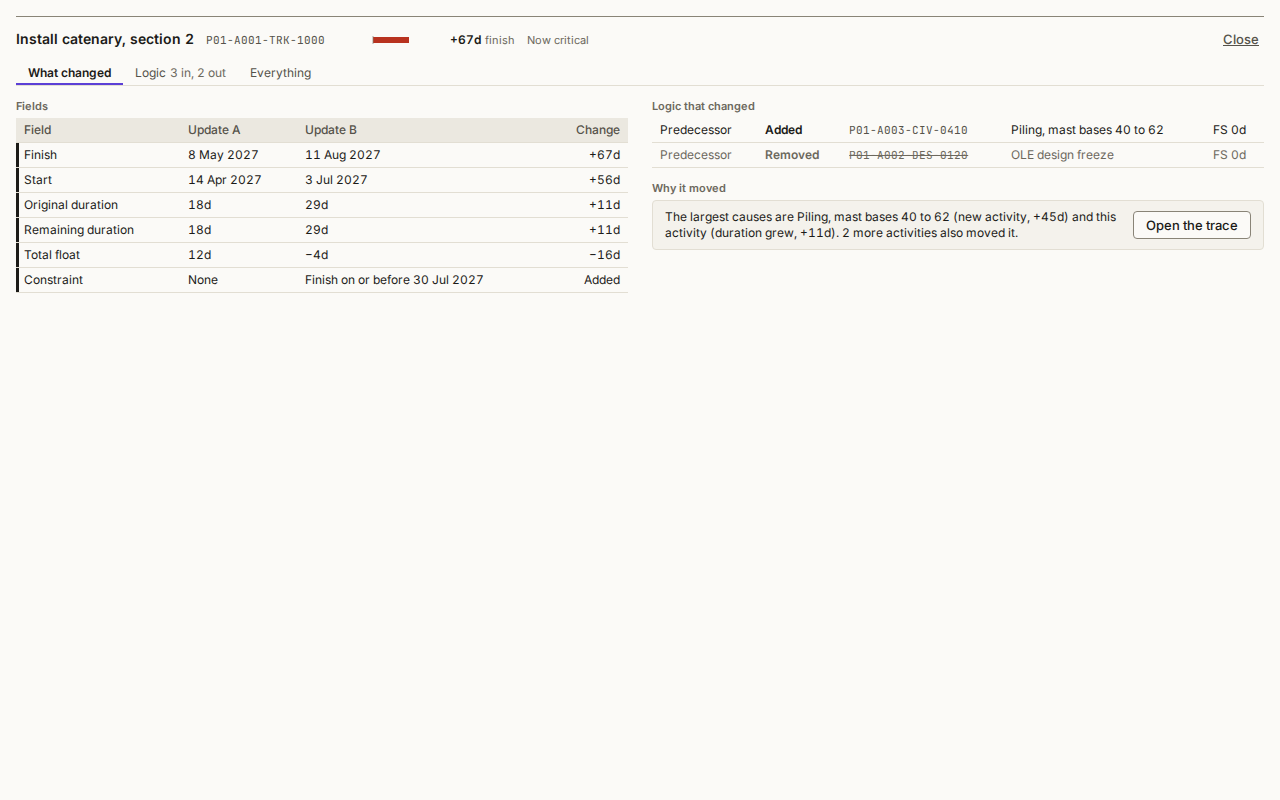 Install catenary, section 2 P01-A001-TRK-1000 +67d finish Now critical Close
What changed Logic 3 in, 2 out Everything
Fields
Field Update A Update B Change
Finish 8 May 2027 11 Aug 2027 +67d
Start 14 Apr 2027 3 Jul 2027 +56d
Original duration 18d 29d +11d
Remaining duration 18d 29d +11d
Total float 12d −4d −16d
Constraint None Finish on or before 30 Jul 2027 Added
Logic that changed
Predecessor Added P01-A003-CIV-0410 Piling, mast bases 40 to 62 FS 0d
Predecessor Removed P01-A002-DES-0120 OLE design freeze FS 0d
Why it moved
The largest causes are Piling, mast bases 40 to 62 (new activity, +45d) and this
activity (duration grew, +11d). 2 more activities also moved it.
Open the trace